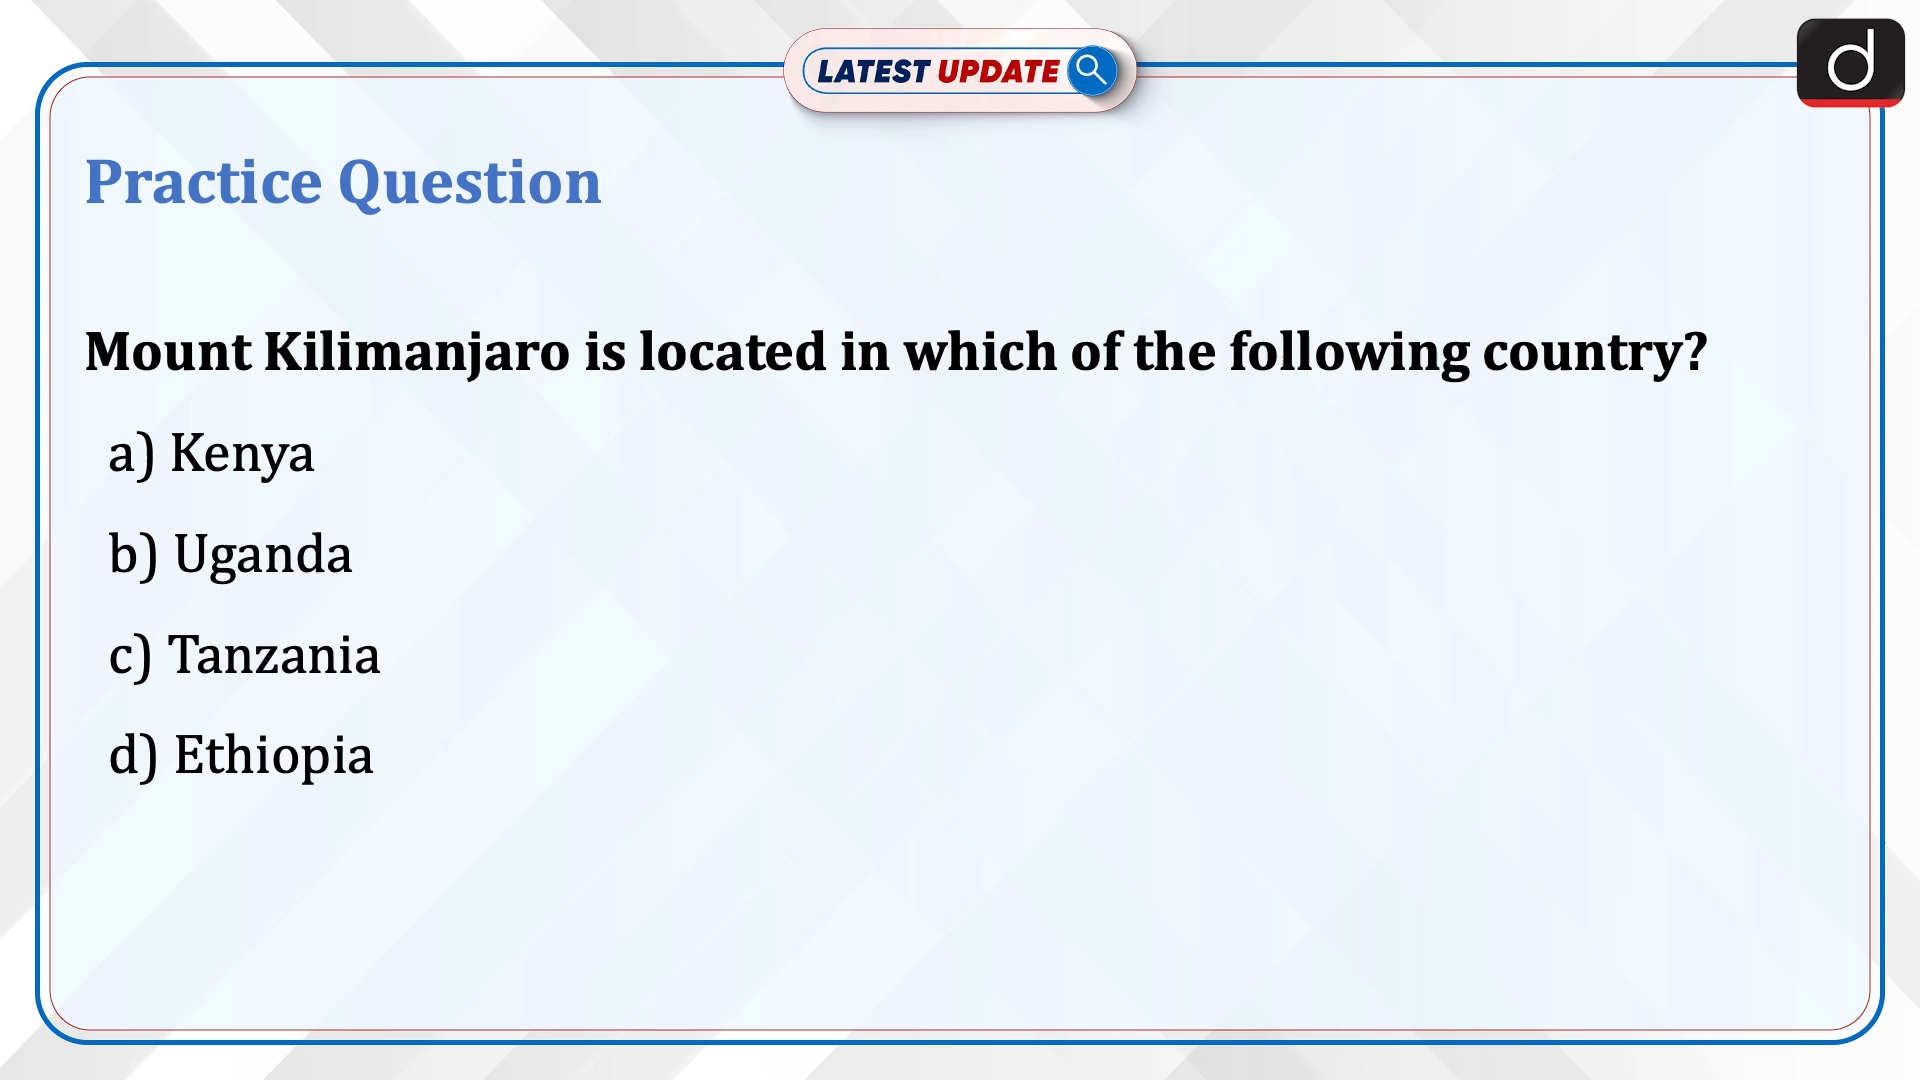 LATEST UPDATE
d
Practice Question
Mount Kilimanjaro is located in which of the following country?
a) Kenya
b) Uganda
c) Tanzania
d) Ethiopia